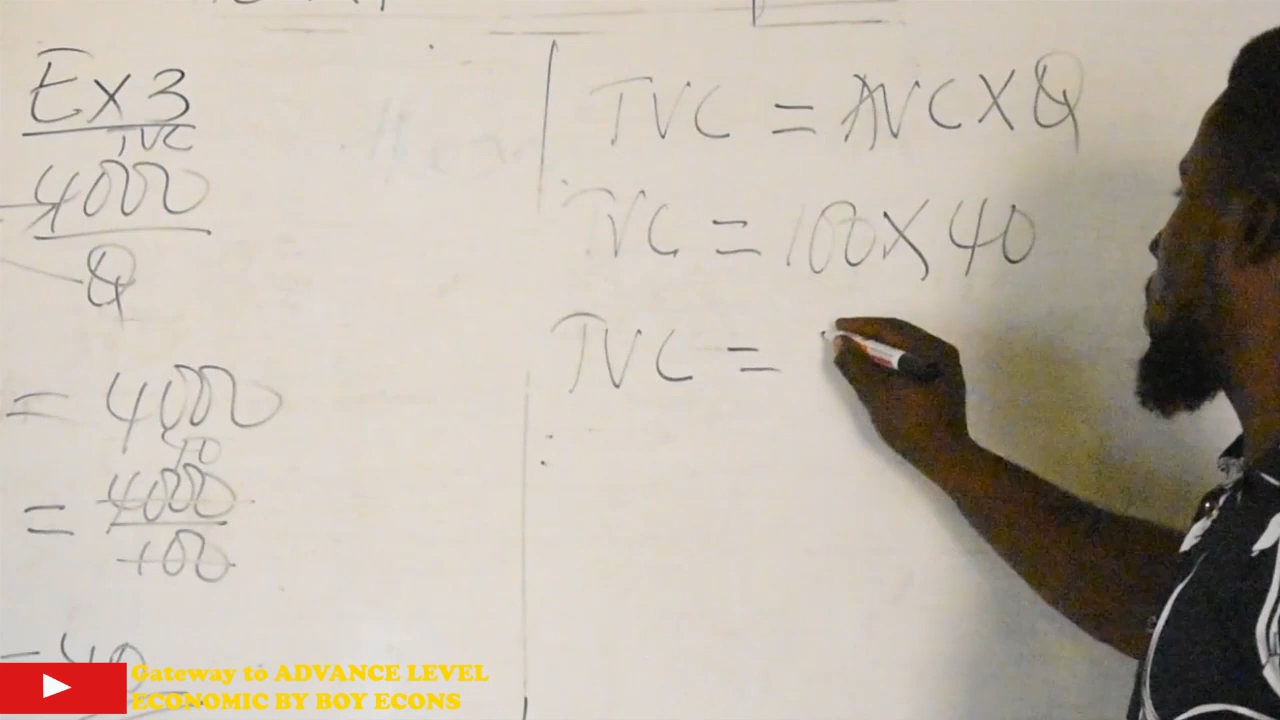 Ex 3
TVC
4000
Q
= 4000
40
= 4000
100
= 40
TVC = AVC X Q
TVC = 100 X 40
TVC =
Gateway to ADVANCE LEVEL
ECONOMIC BY BOY ECONS